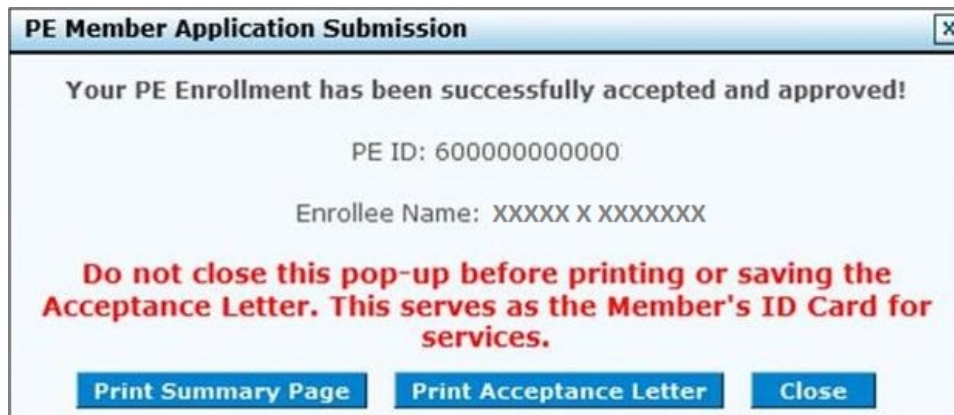 PE Member Application Submission
X
Your PE Enrollment has been successfully accepted and approved!
PE ID: 600000000000
Enrollee Name: XXXXX X XXXXXXX
Do not close this pop-up before printing or saving the
Acceptance Letter. This serves as the Member's ID Card for
services.
Print Summary Page Print Acceptance Letter Close